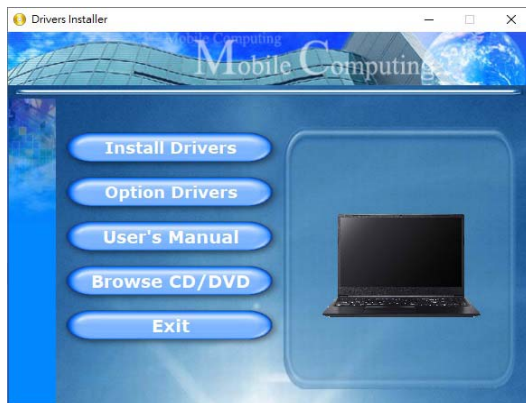 Drivers Installer
Mobile Computing
Mobile Computing
Install Drivers
Option Drivers
User's Manual
Browse CD/DVD
Exit